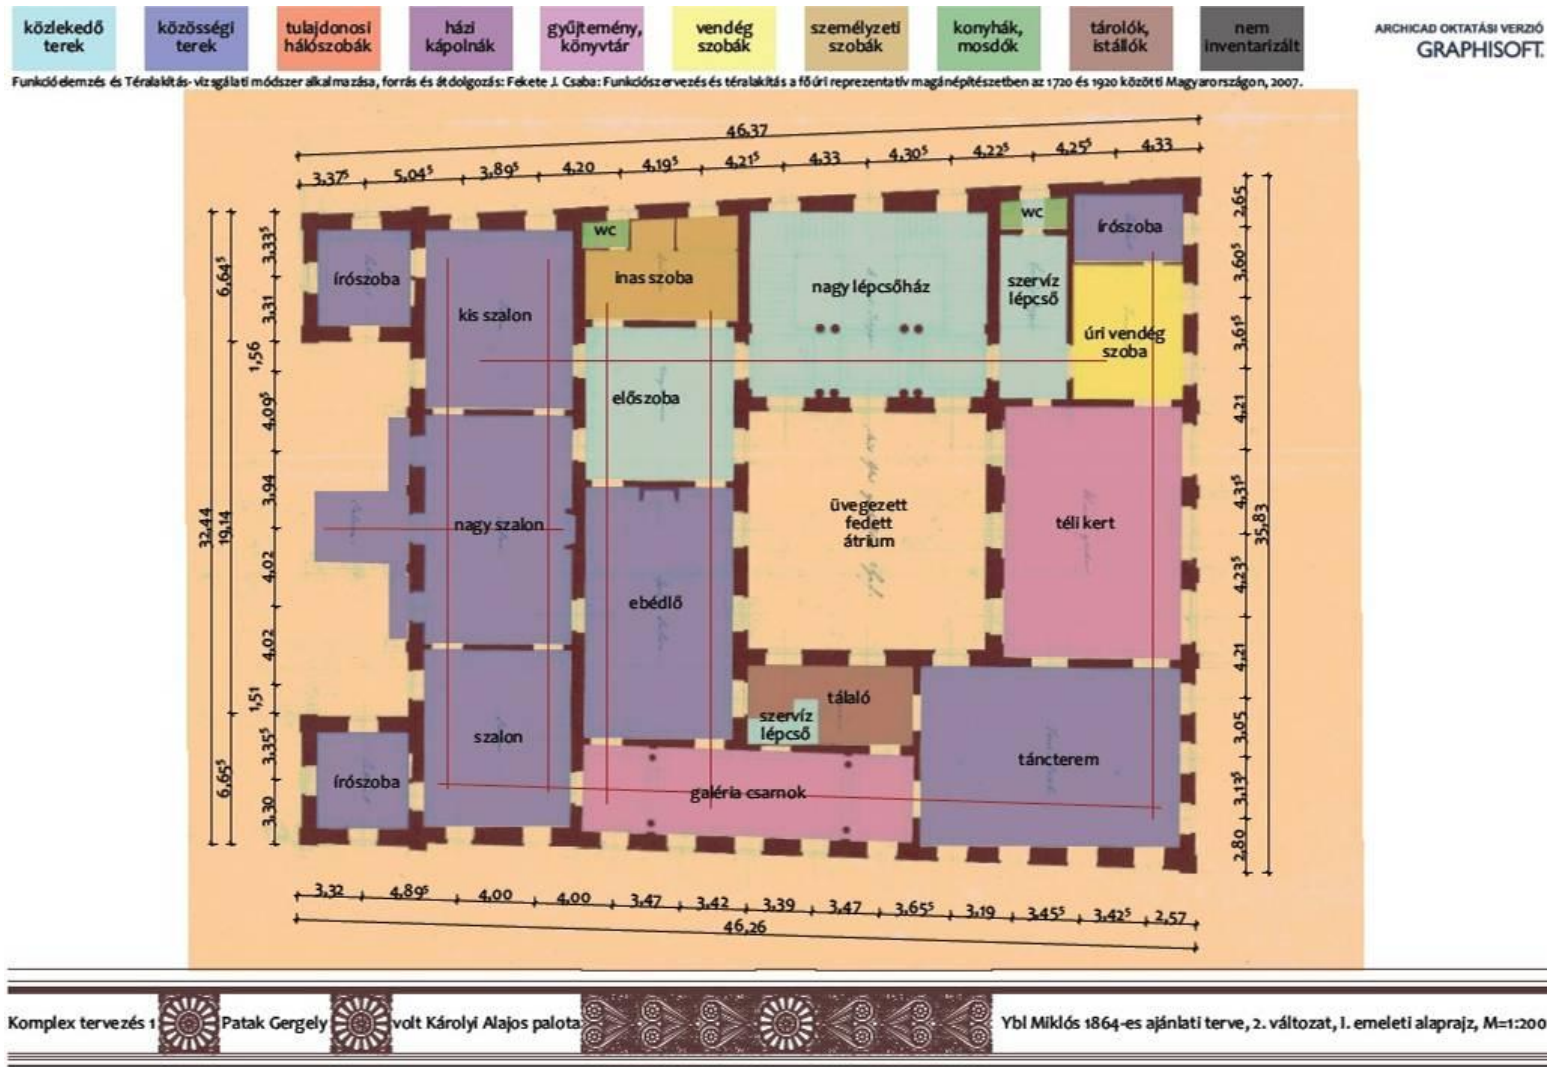 közlekedő
terek
közösségi
terek
tulajdonosi
hálószobák
házi
kápolnák
gyűjtemény,
könyvtár
vendég
szobák
személyzeti
szobák
konyhák,
mosdók
tárolók,
istállók
nem
inventarizált
ARCHICAD OKTATÁSI VERZIÓ
GRAPHISOFT.
Funkcióelemzés és Téralakítás- vizsgálati módszer alkalmazása, forrás és átdolgozás: Fekete J. Csaba: Funkciószervezés és téralakítás a főúri reprezentatív magánépítészetben az 1720 és 1920 közötti Magyarországon, 2007.
46,37
3,37⁵ 5,04⁵ 3,89⁵ 4,20 4,19⁵ 4,21⁵ 4,33 4,30⁵ 4,22⁵ 4,25⁵ 4,33
32,44
6,64⁵
19,14
6,65⁵
3,33⁵
3,31
1,56
4,09⁵
3,94
4,02
4,02
1,51
3,35⁵
3,30
írószoba
kis szalon
wc
inas szoba
nagy lépcsőház
wc
szervíz
lépcső
írószoba
úri vendég
szoba
előszoba
nagy szalon
ebédlő
üvegezett
fedett
átrium
téli kert
szalon
írószoba
tálaló
szervíz
lépcső
galéria csarnok
táncterem
2,65
3,60⁵
3,61⁵
4,21
4,31⁵
4,23⁵
4,21
3,05
3,13⁵
2,80
35,83
3,32 4,89⁵ 4,00 4,00 3,47 3,42 3,39 3,47 3,65⁵ 3,19 3,45⁵ 3,42⁵ 2,57
46,26
Komplex tervezés 1 Patak Gergely volt Károlyi Alajos palota Ybl Miklós 1864-es ajánlati terve, 2. változat, I. emeleti alaprajz, M=1:200